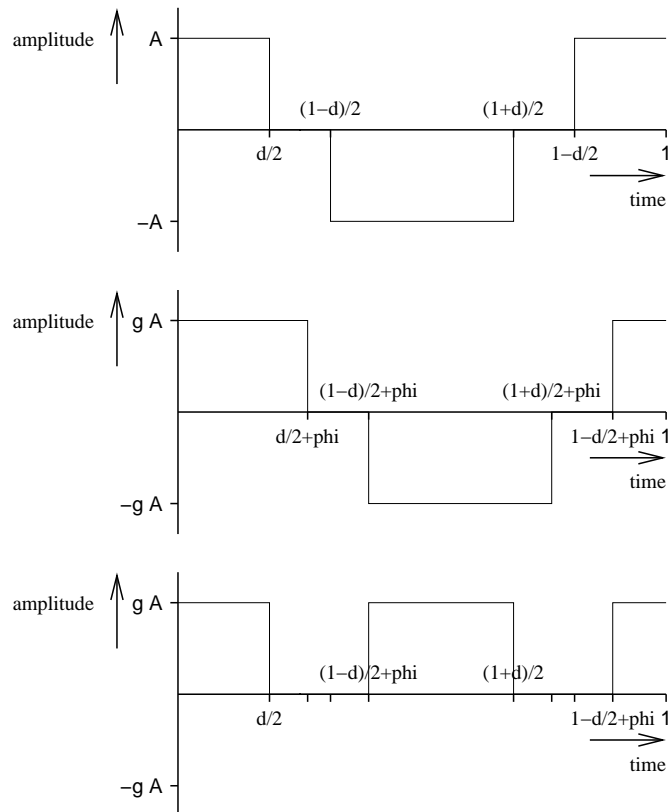 amplitude A
(1−d)/2 (1+d)/2
d/2 1−d/2 1
time
−A
amplitude g A
(1−d)/2+phi (1+d)/2+phi
d/2+phi 1−d/2+phi 1
time
−g A
amplitude g A
(1−d)/2+phi (1+d)/2
d/2 1−d/2+phi 1
time
−g A